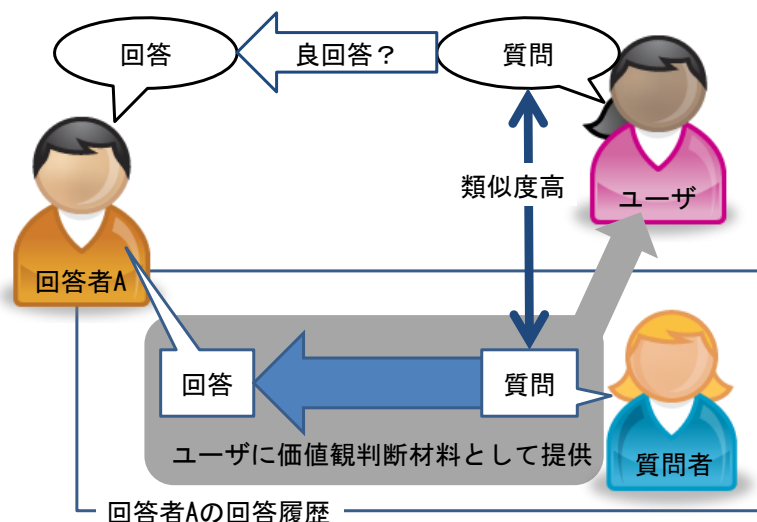 回答
良回答？
質問
類似度高
ユーザ
回答者A
回答
質問
ユーザに価値観判断材料として提供
質問者
回答者Aの回答履歴